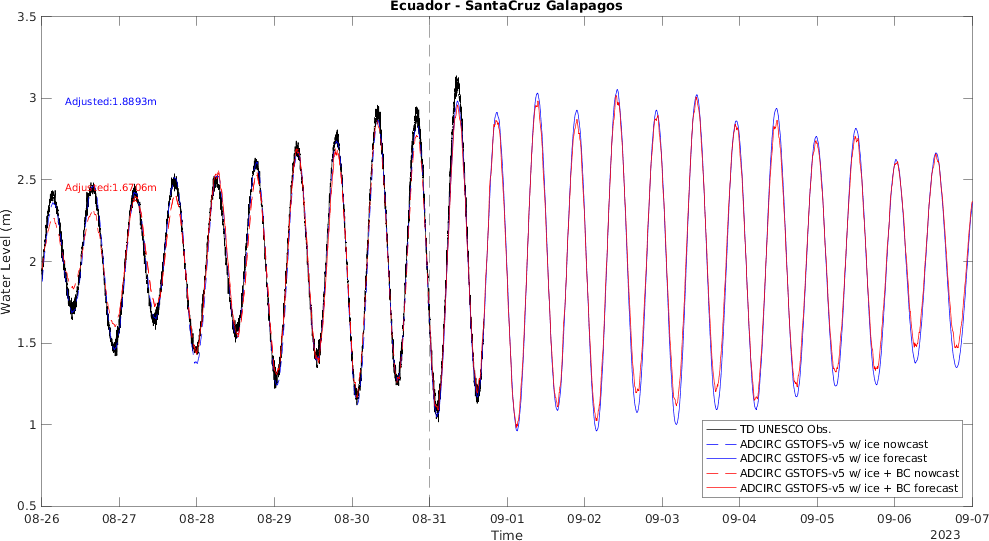 Ecuador - SantaCruz Galapagos
3.5
3
2.5
2
1.5
1
0.5
Water Level (m)
Adjusted:1.8893m
Adjusted:1.6706m
TD UNESCO Obs.
ADCIRC GSTOFS-v5 w/ ice nowcast
ADCIRC GSTOFS-v5 w/ ice forecast
ADCIRC GSTOFS-v5 w/ ice + BC nowcast
ADCIRC GSTOFS-v5 w/ ice + BC forecast
08-26 08-27 08-28 08-29 08-30 08-31 09-01 09-02 09-03 09-04 09-05 09-06 09-07
Time
2023